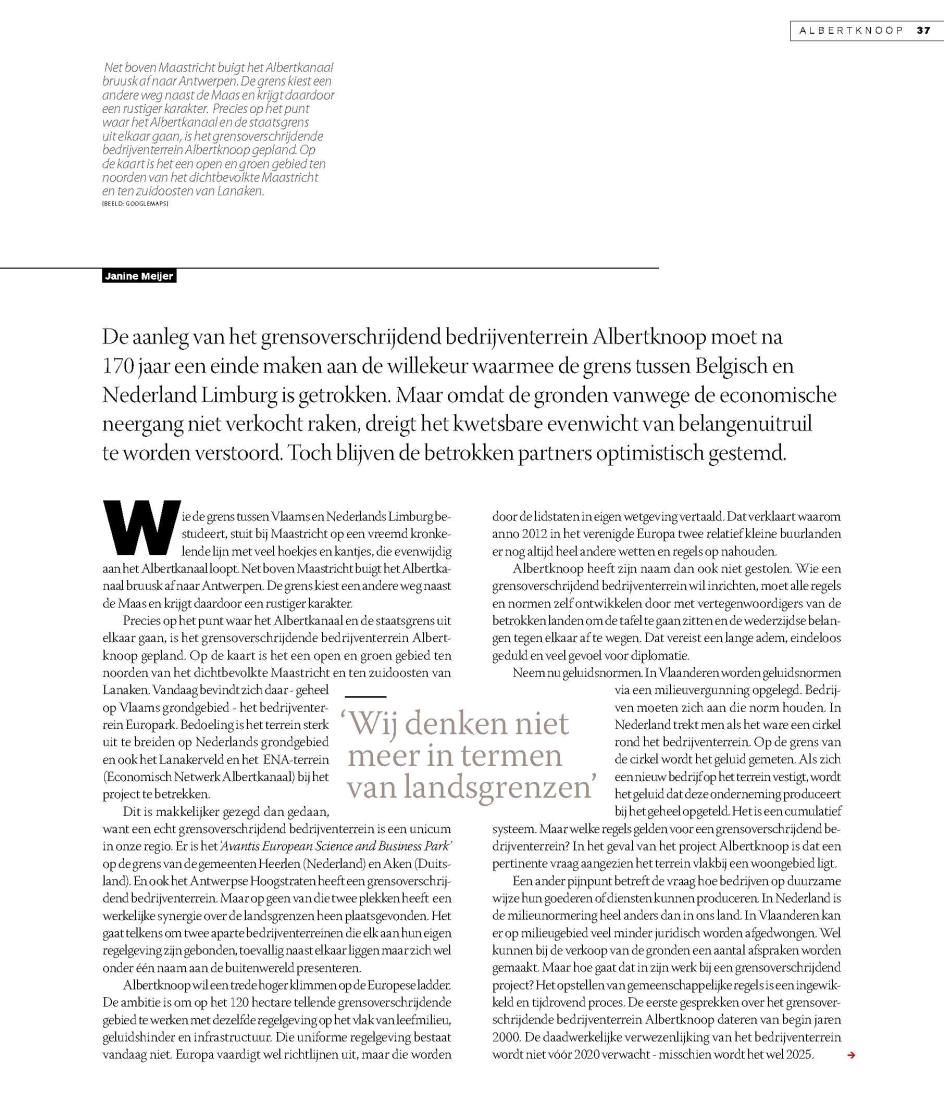 ALBERTKNOOP 37
Net boven Maastricht buigt het Albertkanaal
bruusk af naar Antwerpen. De grens kiest een
andere weg naast de Maas en krijgt daardoor
een rustiger karakter. Precies op het punt
waar het Albertkanaal en de staatsgrens
uit elkaar gaan, is het grensoverschrijdende
bedrijventerrein Albertknoop gepland. Op
de kaart is het een open en groen gebied ten
noorden van het dichtbevolkte Maastricht
en ten zuidoosten van Lanaken.
(BEELD: GOOGLEMAPS)
Janine Meijer
De aanleg van het grensoverschrijdend bedrijventerrein Albertknoop moet na
170 jaar een einde maken aan de willekeur waarmee de grens tussen Belgisch en
Nederland Limburg is getrokken. Maar omdat de gronden vanwege de economische
neergang niet verkocht raken, dreigt het kwetsbare evenwicht van belangenuitruil
te worden verstoord. Toch blijven de betrokken partners optimistisch gestemd.
Wie de grens tussen Vlaams en Nederlands Limburg be-
studeert, stuit bij Maastricht op een vreemd kronke-
lende lijn met veel hoekjes en kantjes, die evenwijdig
aan het Albertkanaal loopt. Net boven Maastricht buigt het Albertka-
naal bruusk af naar Antwerpen. De grens kiest een andere weg naast
de Maas en krijgt daardoor een rustiger karakter.
Precies op het punt waar het Albertkanaal en de staatsgrens uit
elkaar gaan, is het grensoverschrijdende bedrijventerrein Albert-
knoop gepland. Op de kaart is het een open en groen gebied ten
noorden van het dichtbevolkte Maastricht en ten zuidoosten van
Lanaken. Vandaag bevindt zich daar - geheel
op Vlaams grondgebied - het bedrijventer-
rein Europark. Bedoeling is het terrein sterk
uit te breiden op Nederlands grondgebied
en ook het Lanakerveld en het ENA-terrein
(Economisch Netwerk Albertkanaal) bij het
project te betrekken.
Dit is makkelijker gezegd dan gedaan,
want een echt grensoverschrijdend bedrijventerrein is een unicum
in onze regio. Er is het 'Avantis European Science and Business Park'
op de grens van de gemeenten Heerlen (Nederland) en Aken (Duits-
land). En ook het Antwerpse Hoogstraten heeft een grensoverschrij-
dend bedrijventerrein. Maar op geen van die twee plekken heeft een
werkelijke synergie over de landsgrenzen heen plaatsgevonden. Het
gaat telkens om twee aparte bedrijventerreinen die elk aan hun eigen
regelgeving zijn gebonden, toevallig naast elkaar liggen maar zich wel
onder één naam aan de buitenwereld presenteren.
Albertknoop wil een trede hoger klimmen op de Europese ladder.
De ambitie is om op het 120 hectare tellende grensoverschrijdende
gebied te werken met dezelfde regelgeving op het vlak van leefmilieu,
geluidshinder en infrastructuur. Die uniforme regelgeving bestaat
vandaag niet. Europa vaardigt wel richtlijnen uit, maar die worden
'Wij denken niet
meer in termen
van landsgrenzen'
door de lidstaten in eigen wetgeving vertaald. Dat verklaart waarom
anno 2012 in het verenigde Europa twee relatief kleine buurlanden
er nog altijd heel andere wetten en regels op nahouden.
Albertknoop heeft zijn naam dan ook niet gestolen. Wie een
grensoverschrijdend bedrijventerrein wil inrichten, moet alle regels
en normen zelf ontwikkelen door met vertegenwoordigers van de
betrokken landen om de tafel te gaan zitten en de wederzijdse belan-
gen tegen elkaar af te wegen. Dat vereist een lange adem, eindeloos
geduld en veel gevoel voor diplomatie.
Neem nu geluidsnormen. In Vlaanderen worden geluidsnormen
via een milieuvergunning opgelegd. Bedrij-
ven moeten zich aan die norm houden. In
Nederland trekt men als het ware een cirkel
rond het bedrijventerrein. Op de grens van
de cirkel wordt het geluid gemeten. Als zich
een nieuw bedrijf op het terrein vestigt, wordt
het geluid dat deze onderneming produceert
bij het geheel opgeteld. Het is een cumulatief
systeem. Maar welke regels gelden voor een grensoverschrijdend be-
drijventerrein? In het geval van het project Albertknoop is dat een
pertinente vraag aangezien het terrein vlakbij een woongebied ligt.
Een ander pijnpunt betreft de vraag hoe bedrijven op duurzame
wijze hun goederen of diensten kunnen produceren. In Nederland is
de milieunormering heel anders dan in ons land. In Vlaanderen kan
er op milieugebied veel minder juridisch worden afgedwongen. Wel
kunnen bij de verkoop van de gronden een aantal afspraken worden
gemaakt. Maar hoe gaat dat in zijn werk bij een grensoverschrijdend
project? Het opstellen van gemeenschappelijke regels is een ingewik-
keld en tijdrovend proces. De eerste gesprekken over het grensover-
schrijdende bedrijventerrein Albertknoop dateren van begin jaren
2000. De daadwerkelijke verwezenlijking van het bedrijventerrein
wordt niet vóór 2020 verwacht - misschien wordt het wel 2025. →